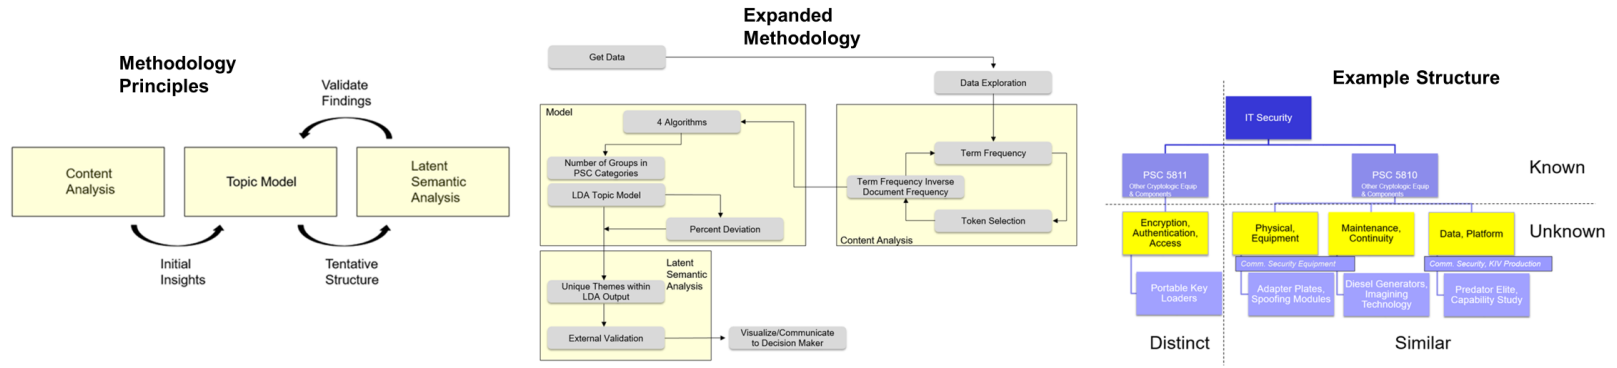 Methodology
Principles
Validate
Findings
Content
Analysis
Topic Model
Latent
Semantic
Analysis
Initial
Insights
Tentative
Structure
Expanded
Methodology
Get Data
Data Exploration
Model
4 Algorithms
Number of Groups in
PSC Categories
LDA Topic Model
Percent Deviation
Term Frequency
Term Frequency Inverse
Document Frequency
Token Selection
Content Analysis
Latent
Semantic
Analysis
Unique Themes within
LDA Output
External Validation
Visualize/Communicate
to Decision Maker
Example Structure
IT Security
PSC 5811
Other Cryptologic Equip
& Components
PSC 5810
Other Cryptologic Equip
& Components
Known
Encryption,
Authentication,
Access
Physical,
Equipment
Maintenance,
Continuity
Data, Platform
Unknown
Comm. Security Equipment
Comm. Security, KIV Production
Portable Key
Loaders
Adapter Plates,
Spoofing Modules
Diesel Generators,
Imagining
Technology
Predator Elite,
Capability Study
Distinct
Similar